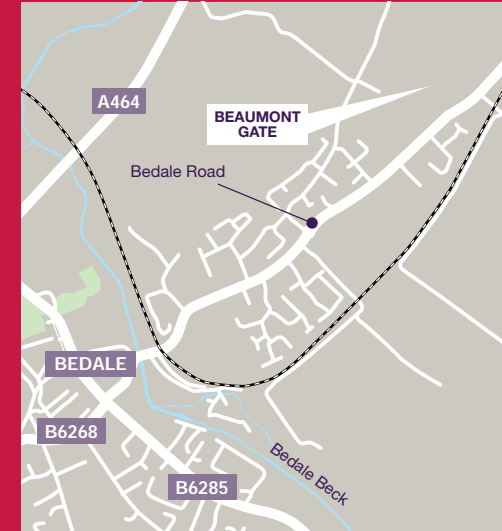 A464
BEAUMONT
GATE
Bedale Road
BEDALE
B6268
B6285
Bedale Beck